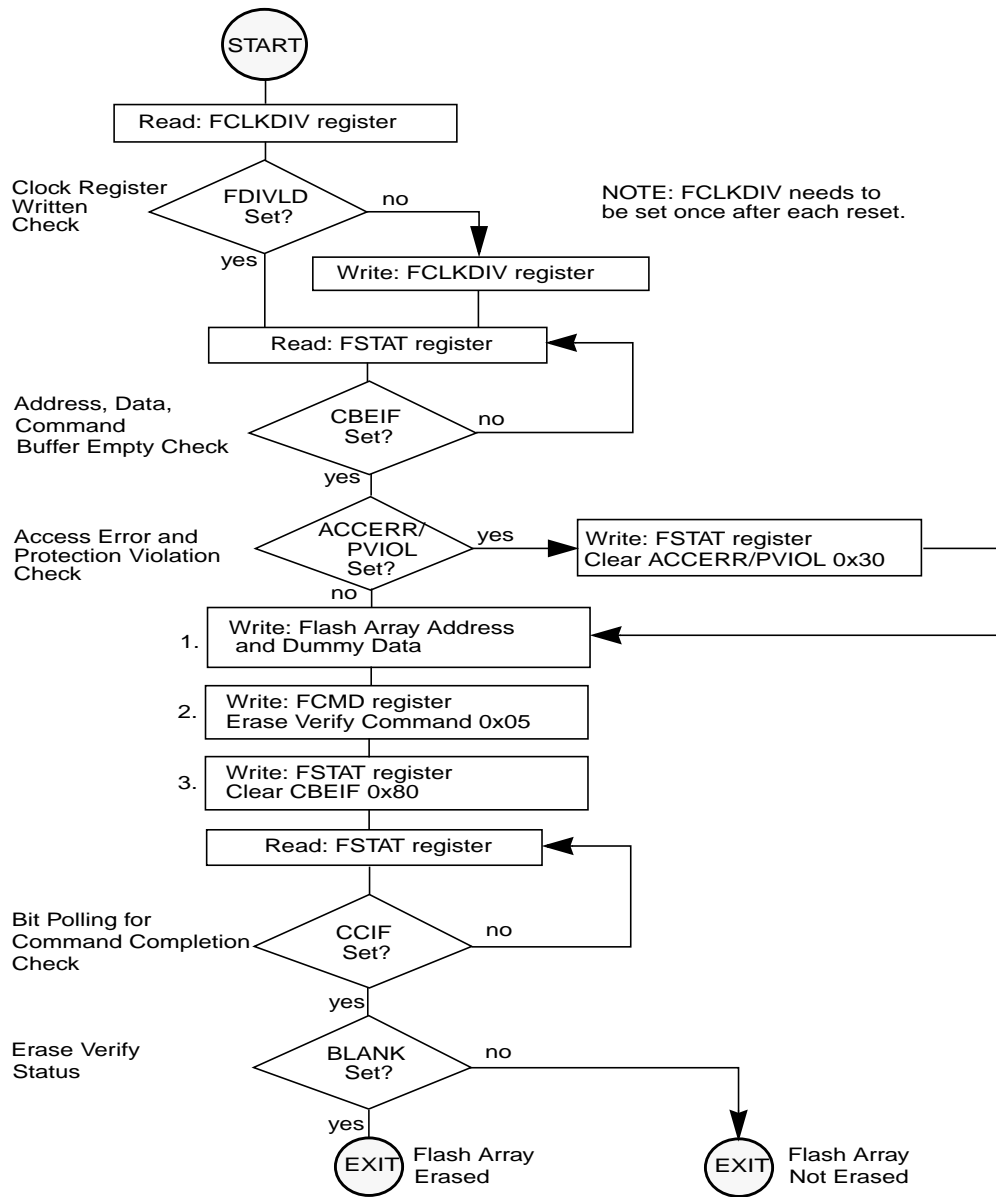 START
Read: FCLKDIV register
Clock Register
Written
Check
FDIVLD
Set?
no
yes
NOTE: FCLKDIV needs to
be set once after each reset.
Write: FCLKDIV register
Read: FSTAT register
Address, Data,
Command
Buffer Empty Check
CBEIF
Set?
no
yes
Access Error and
Protection Violation
Check
ACCERR/
PVIOL
Set?
yes
no
Write: FSTAT register
Clear ACCERR/PVIOL 0x30
1.
Write: Flash Array Address
and Dummy Data
2.
Write: FCMD register
Erase Verify Command 0x05
3.
Write: FSTAT register
Clear CBEIF 0x80
Read: FSTAT register
Bit Polling for
Command Completion
Check
CCIF
Set?
no
yes
Erase Verify
Status
BLANK
Set?
no
yes
EXIT
Flash Array
Erased
EXIT
Flash Array
Not Erased